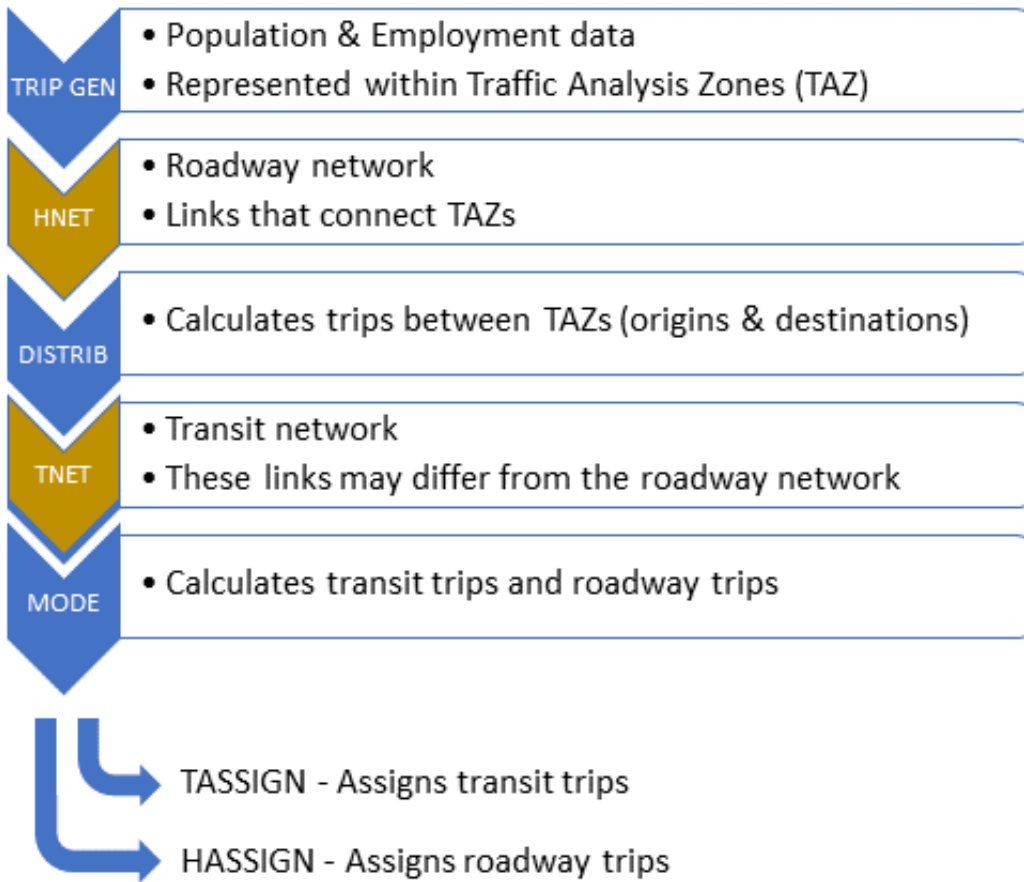 TRIP GEN
• Population & Employment data
• Represented within Traffic Analysis Zones (TAZ)
HNET
• Roadway network
• Links that connect TAZs
DISTRIB
• Calculates trips between TAZs (origins & destinations)
TNET
• Transit network
• These links may differ from the roadway network
MODE
• Calculates transit trips and roadway trips
TASSIGN - Assigns transit trips
HASSIGN - Assigns roadway trips